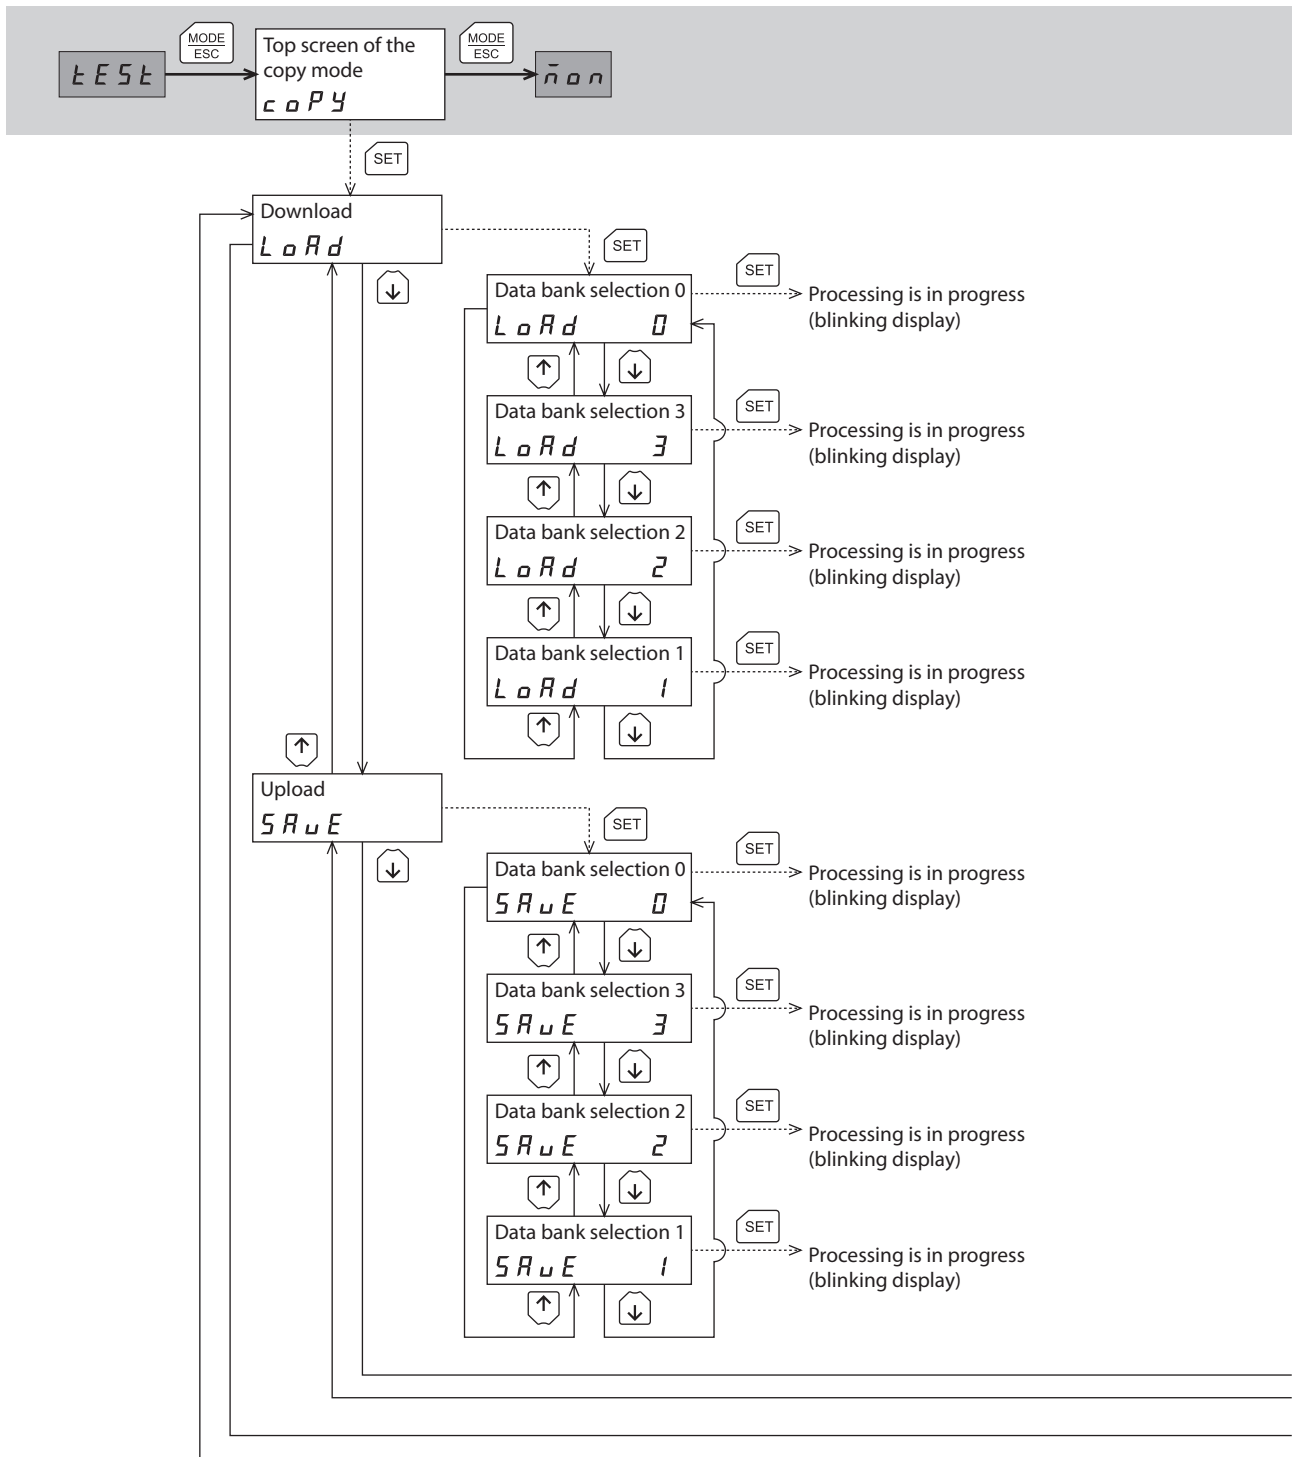 MODE
ESC
Top screen of the
copy mode
MODE
ESC
tESt
coPY
mon
SET
Download
LoAd
SET
Data bank selection 0
LoAd 0
SET
Processing is in progress
(blinking display)
Data bank selection 3
LoAd 3
SET
Processing is in progress
(blinking display)
Data bank selection 2
LoAd 2
SET
Processing is in progress
(blinking display)
Data bank selection 1
LoAd 1
SET
Processing is in progress
(blinking display)
Upload
SAvE
SET
Data bank selection 0
SAvE 0
SET
Processing is in progress
(blinking display)
Data bank selection 3
SAvE 3
SET
Processing is in progress
(blinking display)
Data bank selection 2
SAvE 2
SET
Processing is in progress
(blinking display)
Data bank selection 1
SAvE 1
SET
Processing is in progress
(blinking display)